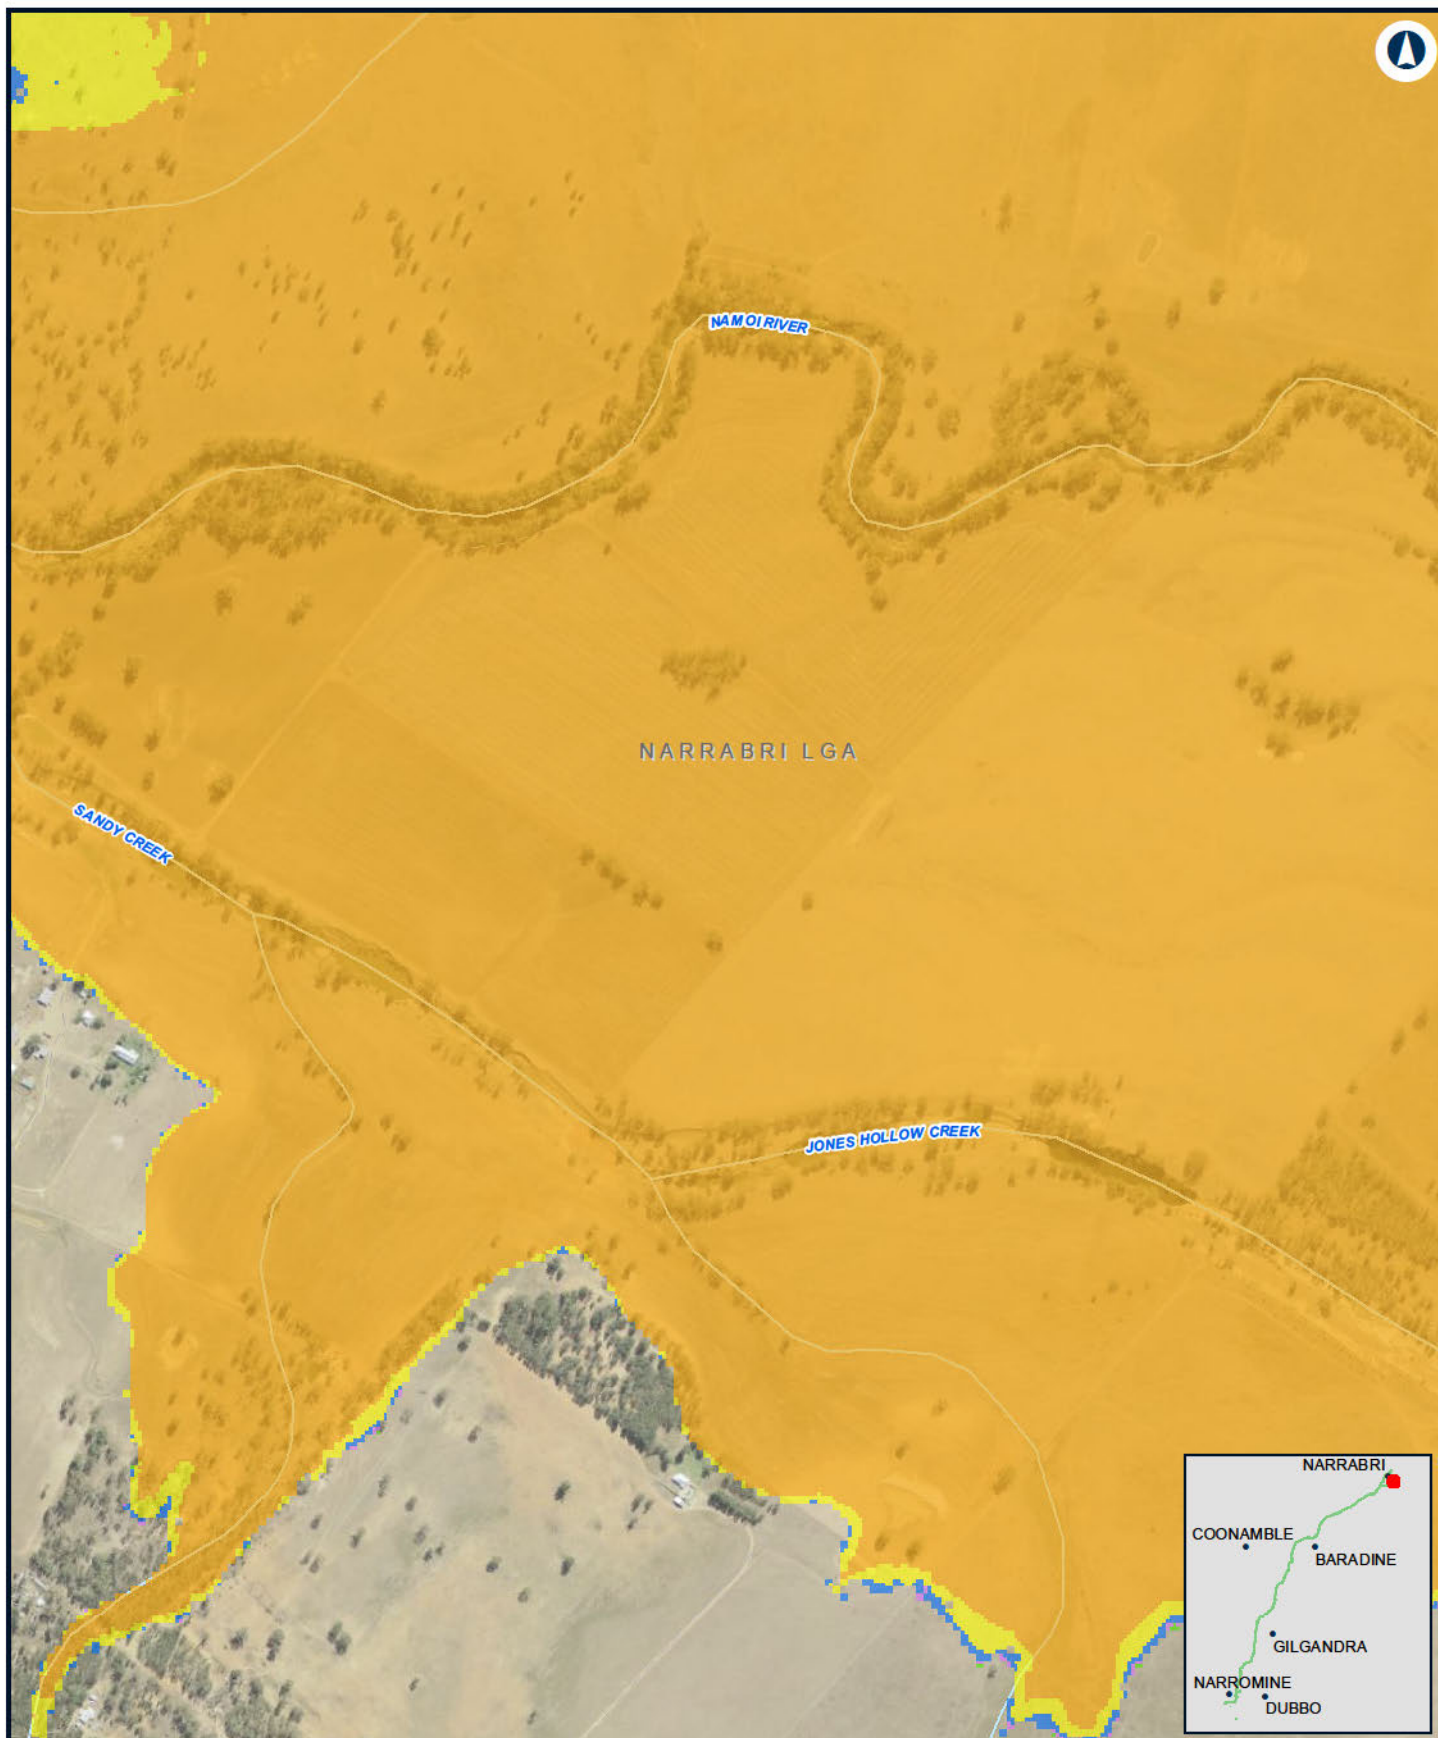 NAMOI RIVER
NARRABRI LGA
SANDY CREEK
JONES HOLLOW CREEK
NARRABRI
COONAMBLE
BARADINE
GILGANDRA
NARROMINE
DUBBO